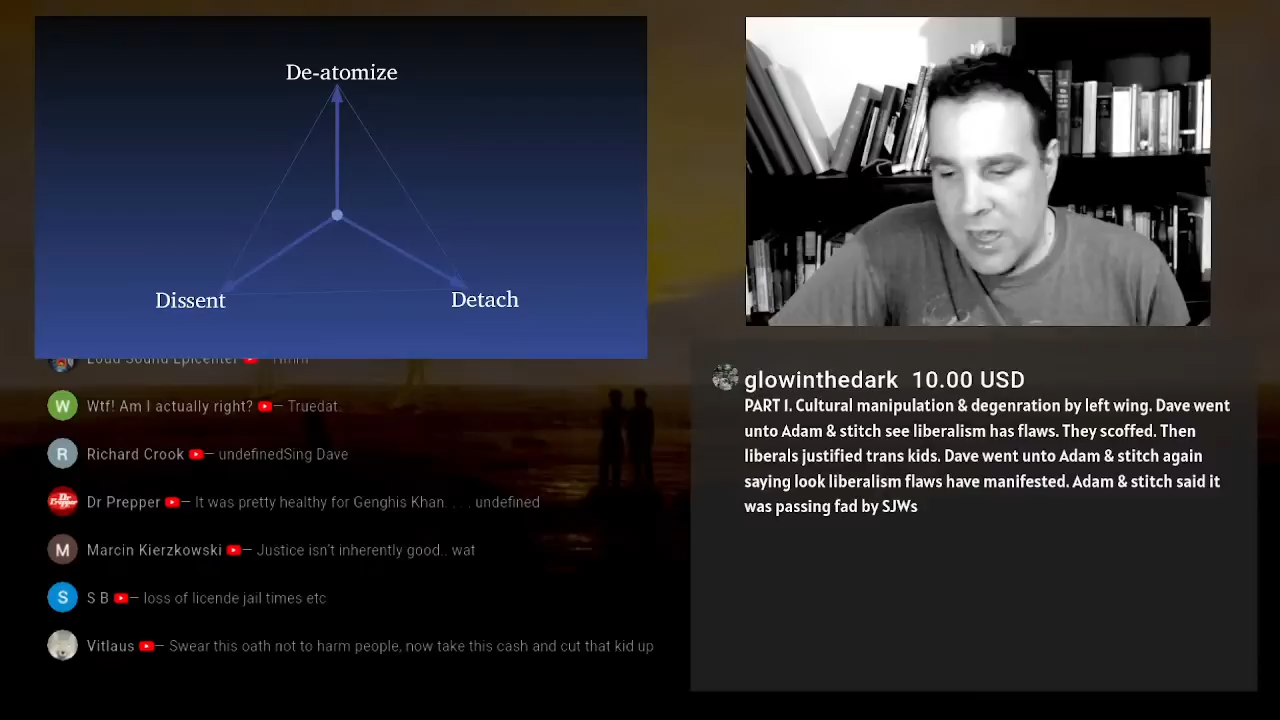 De-atomize
Dissent
Detach
Loud Sound Epicenter — Hmm
W Wtf! Am I actually right? — Truedat.
R Richard Crook — undefinedSing Dave
Dr Prepper — It was pretty healthy for Genghis Khan. . . . undefined
M Marcin Kierzkowski — Justice isn't inherently good.. wat
S S B — loss of licende jail times etc
Vitlaus — Swear this oath not to harm people, now take this cash and cut that kid up
glowinthedark 10.00 USD
PART 1. Cultural manipulation & degenration by left wing. Dave went
unto Adam & stitch see liberalism has flaws. They scoffed. Then
liberals justified trans kids. Dave went unto Adam & stitch again
saying look liberalism flaws have manifested. Adam & stitch said it
was passing fad by SJWs